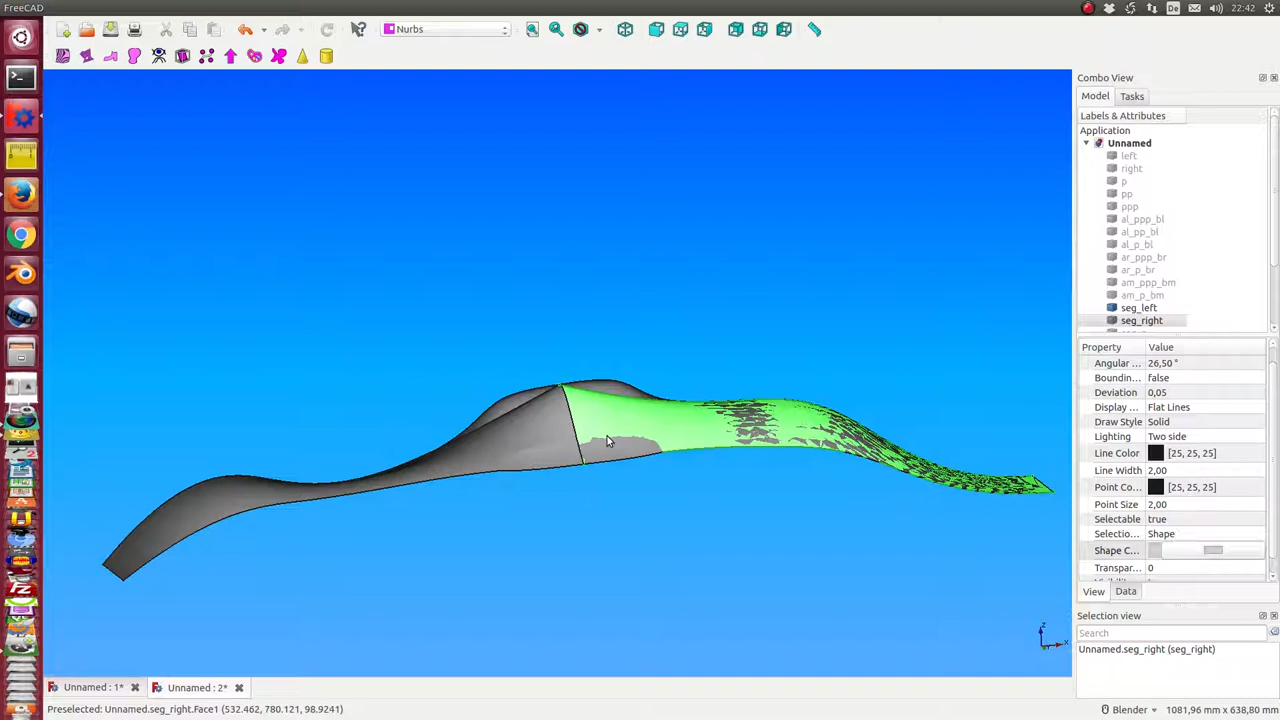 FreeCAD
De
22:42
Nurbs
Combo View
Model
Tasks
Labels & Attributes
Application
Unnamed
left
right
p
pp
ppp
al_ppp_bl
al_pp_bl
al_p_bl
ar_ppp_br
ar_p_br
am_ppp_bm
am_p_bm
seg_left
seg_right
Property Value
Angular ... 26,50 °
Boundin... false
Deviation 0,05
Display ... Flat Lines
Draw Style Solid
Lighting Two side
Line Color [25, 25, 25]
Line Width 2,00
Point Co... [25, 25, 25]
Point Size 2,00
Selectable true
Selectio... Shape
Shape C...
Transpar... 0
View
Data
Selection view
Search
Unnamed.seg_right (seg_right)
z
x
Unnamed : 1*
Unnamed : 2*
Preselected: Unnamed.seg_right.Face1 (532.462, 780.121, 98.9241)
Blender
1081,96 mm x 638,80 mm